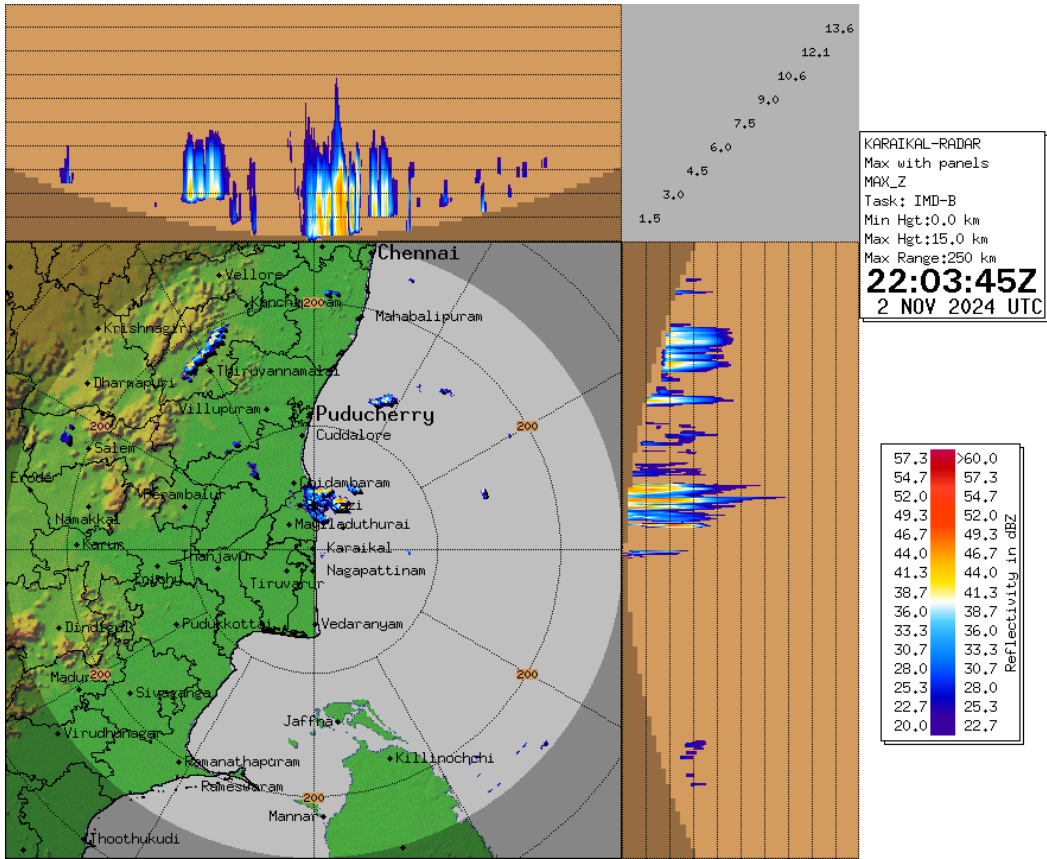 13.6
12.1
10.6
9.0
7.5
6.0
4.5
3.0
1.5
KARAIKAL-RADAR
Max with panels
MAX_Z
Task: IMD-B
Min Hgt:0.0 km
Max Hgt:15.0 km
Max Range:250 km
22:03:45Z
2 NOV 2024 UTC
Chennai
Vellore
200
Mahabalipuram
Krishnagiri
Thiruvannamalai
Dharmapuri
Villupuram
Puducherry
200
200
Cuddalore
Salem
Erode
Chidambaram
Perambalur
Namakkal
Magiladuthurai
Karur
Karaikal
Thanjavur
Nagapattinam
Tiruvarur
Dindigul
Pudukkottai
Vedaranyam
200
200
Sivaganga
Jaffna
Virudhunagar
Killinochchi
Ramanathapuram
Rameswaram
200
Mannar
Thoothukudi
57.3 >60.0
54.7 57.3
52.0 54.7
49.3 52.0
46.7 49.3
44.0 46.7
41.3 44.0
38.7 41.3
36.0 38.7
33.3 36.0
30.7 33.3
28.0 30.7
25.3 28.0
22.7 25.3
20.0 22.7
Reflectivity in dBZ